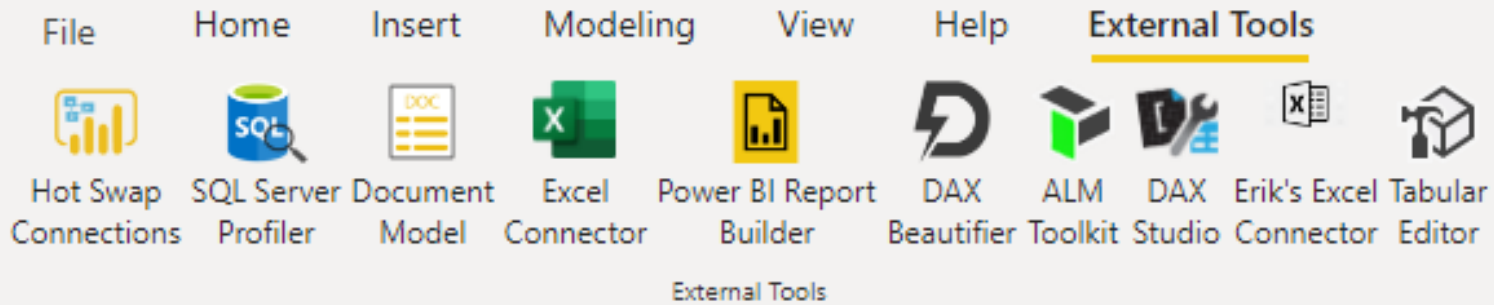 File Home Insert Modeling View Help External Tools
SQL DOC X X
Hot Swap SQL Server Document Excel Power BI Report DAX ALM DAX Erik's Excel Tabular
Connections Profiler Model Connector Builder Beautifier Toolkit Studio Connector Editor
External Tools